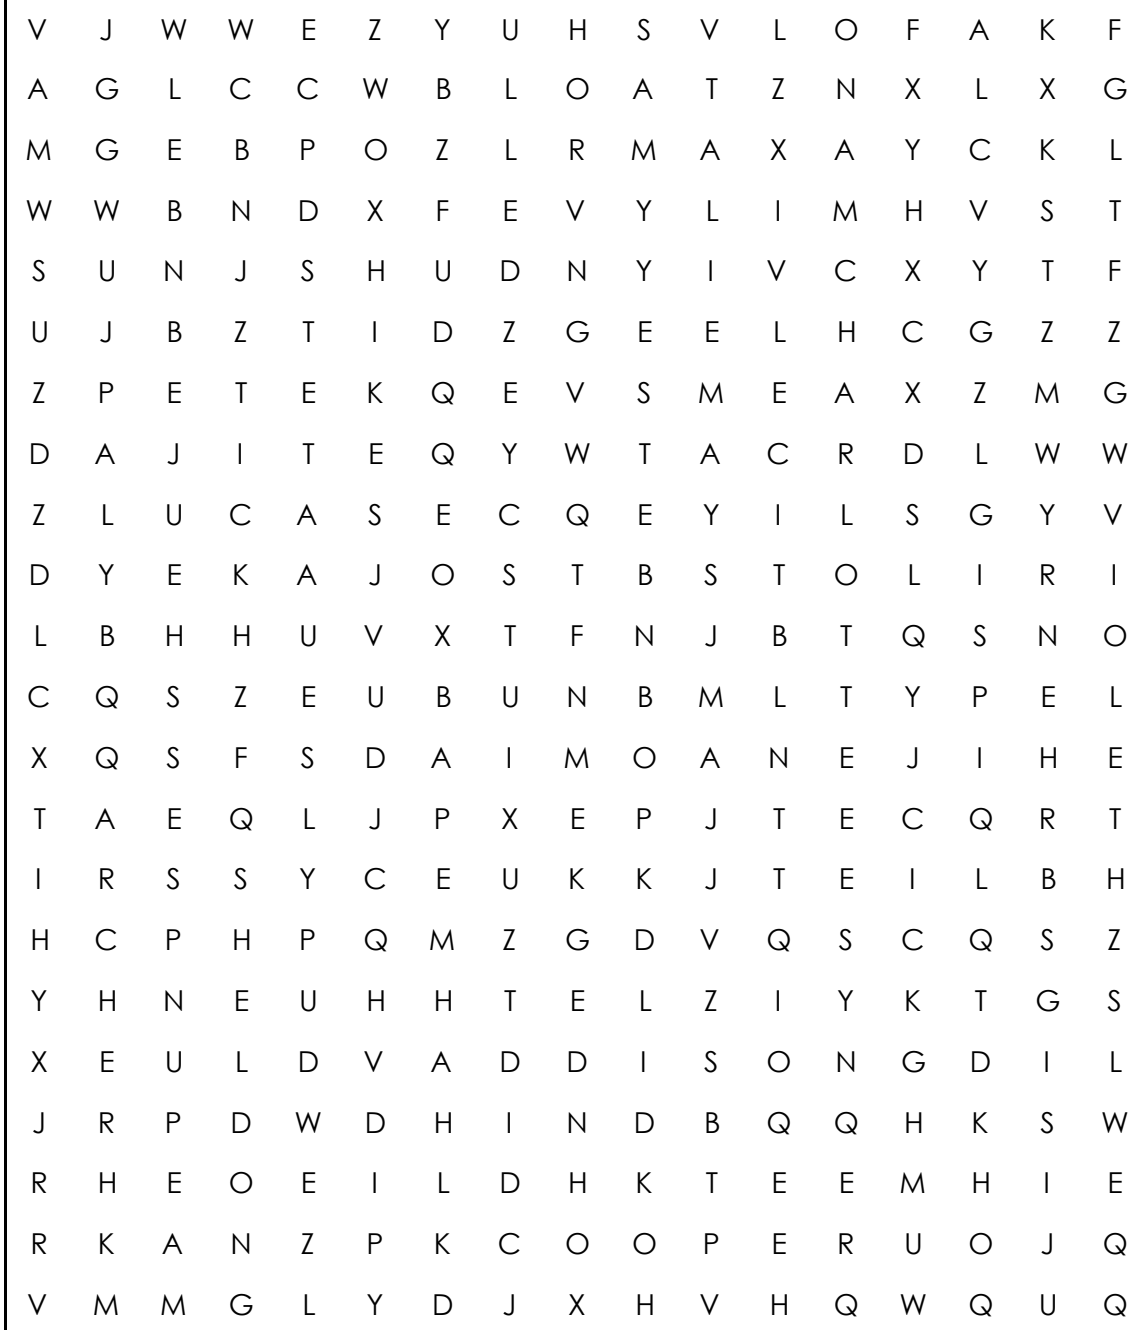 V J W W E Z Y U H S V L O F A K F
A G L C C W B L O A T Z N X L X G
M G E B P O Z L R M A X A Y C K L
W W B N D X F E V Y L I M H V S T
S U N J S H U D N Y I V C X Y T F
U J B Z T I D Z G E E L H C G Z Z
Z P E T E K Q E V S M E A X Z M G
D A J I T E Q Y W T A C R D L W W
Z L U C A S E C Q E Y I L S G Y V
D Y E K A J O S T B S T O L I R I
L B H H U V X T F N J B T Q S N O
C Q S Z E U B U N B M L T Y P E L
X Q S F S D A I M O A N E J I H E
T A E Q L J P X E P J T E C Q R T
I R S S Y C E U K K J T E I L B H
H C P H P Q M Z G D V Q S C Q S Z
Y H N E U H H T E L Z I Y K T G S
X E U L D V A D D I S O N G D I L
J R P D W D H I N D B Q Q H K S W
R H E O E I L D H K T E E M H I E
R K A N Z P K C O O P E R U O J Q
V M M G L Y D J X H V H Q W Q U Q